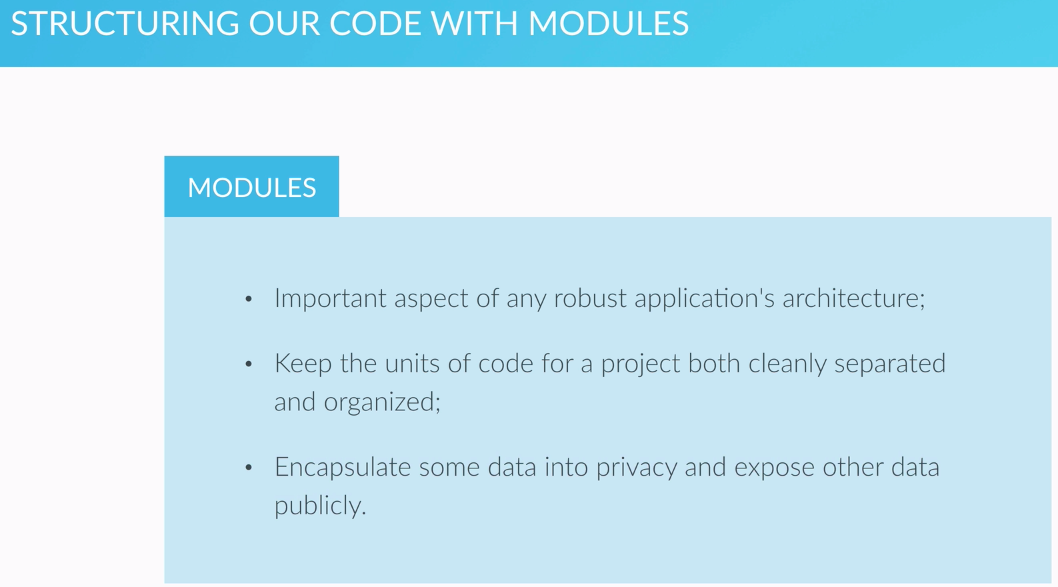 STRUCTURING OUR CODE WITH MODULES
MODULES
• Important aspect of any robust application's architecture;
• Keep the units of code for a project both cleanly separated
and organized;
• Encapsulate some data into privacy and expose other data
publicly.